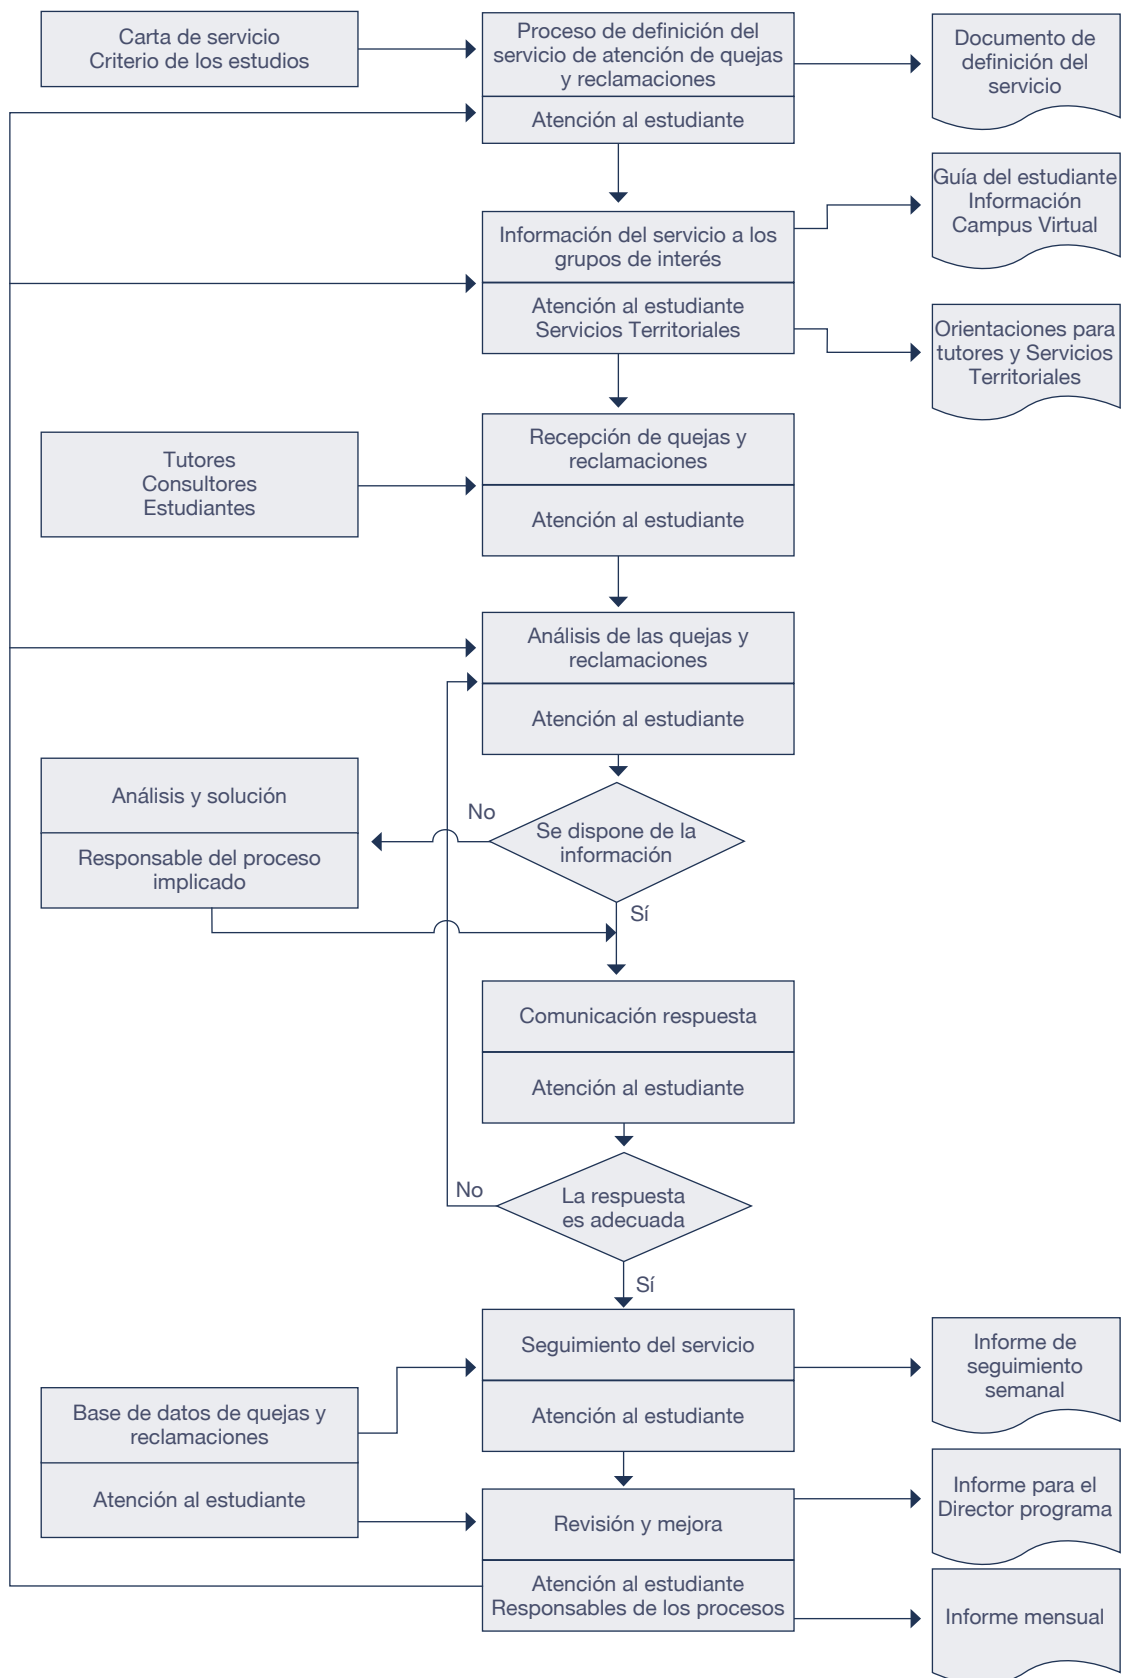 Carta de servicio
Criterio de los estudios
Proceso de definición del
servicio de atención de quejas
y reclamaciones
Atención al estudiante
Documento de
definición del
servicio
Guía del estudiante
Información
Campus Virtual
Información del servicio a los
grupos de interés
Atención al estudiante
Servicios Territoriales
Orientaciones para
tutores y Servicios
Territoriales
Tutores
Consultores
Estudiantes
Recepción de quejas y
reclamaciones
Atención al estudiante
Análisis de las quejas y
reclamaciones
Atención al estudiante
Análisis y solución
Responsable del proceso
implicado
No
Se dispone de la
información
Sí
Comunicación respuesta
Atención al estudiante
No
La respuesta
es adecuada
Sí
Seguimiento del servicio
Atención al estudiante
Informe de
seguimiento
semanal
Base de datos de quejas y
reclamaciones
Atención al estudiante
Revisión y mejora
Atención al estudiante
Responsables de los procesos
Informe para el
Director programa
Informe mensual